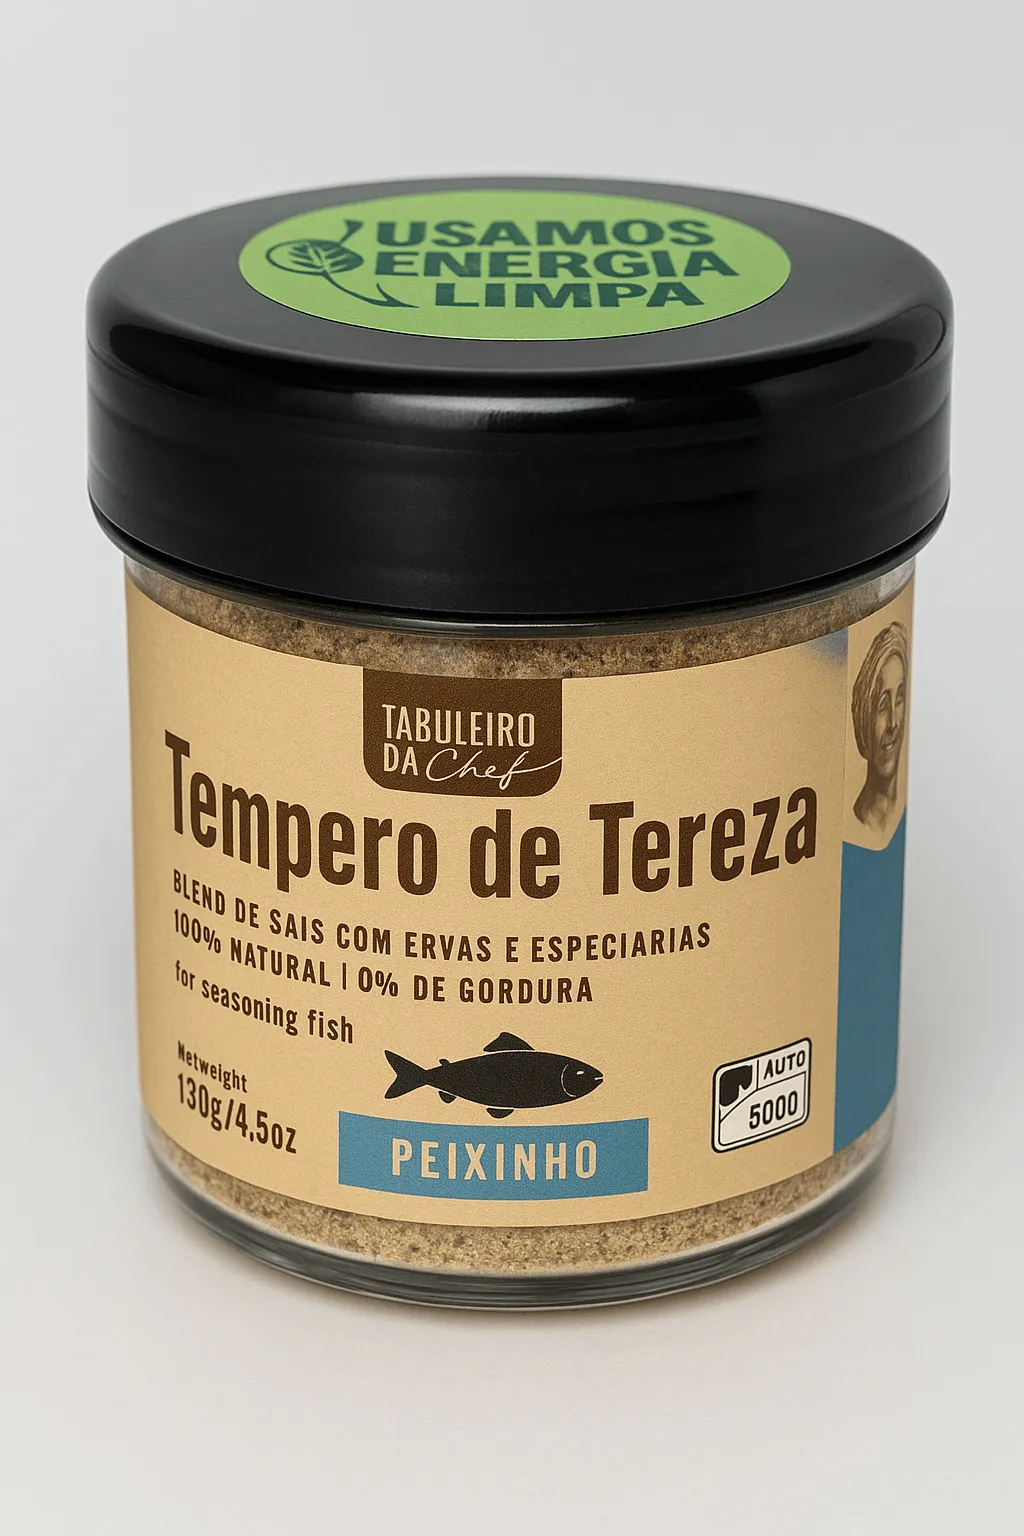 USAMOS
ENERGIA
LIMPA
TABULEIRO
DA Chef
Tempero de Tereza
BLEND DE SAIS COM ERVAS E ESPECIARIAS
100% NATURAL | 0% DE GORDURA
for seasoning fish
Netweight
130g/4,5oz
PEIXINHO
AUTO
5000